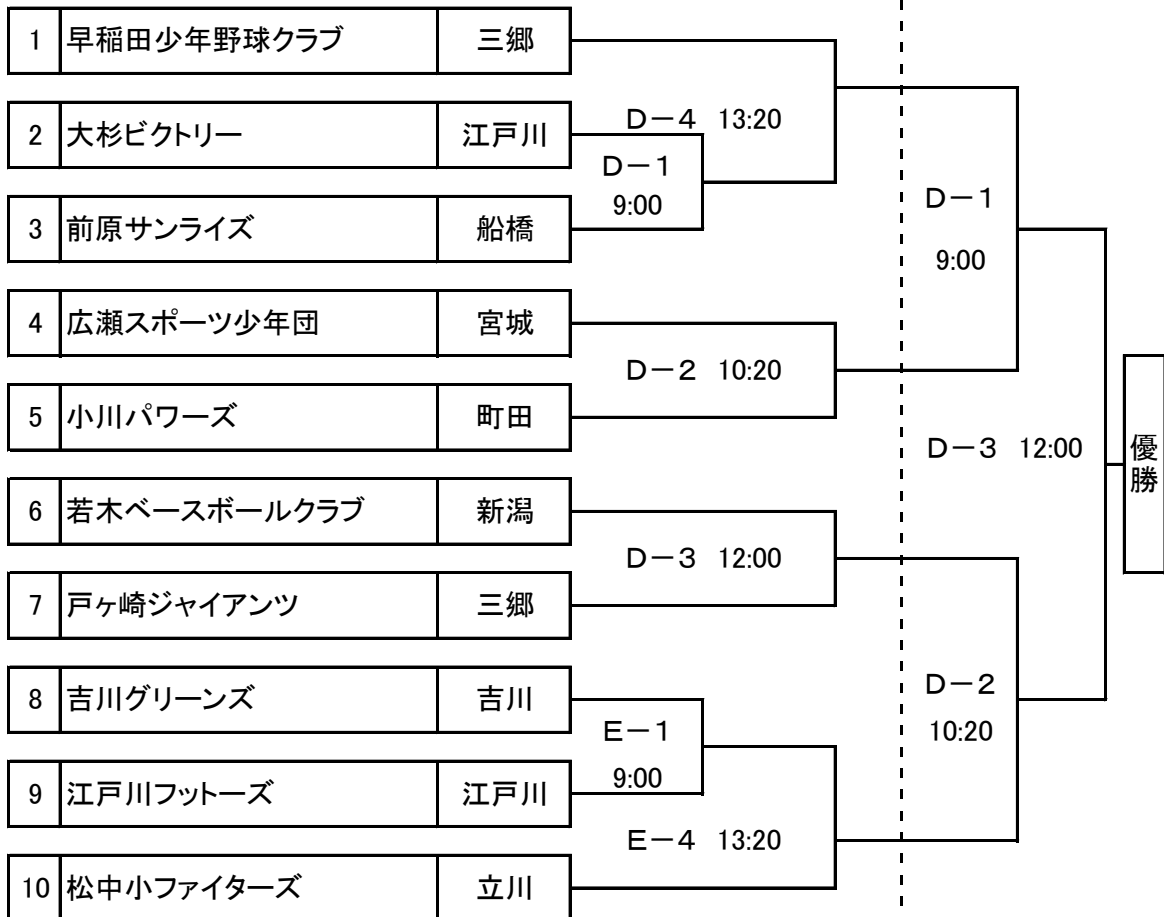 1 早稲田少年野球クラブ 三郷
2 大杉ビクトリー 江戸川
3 前原サンライズ 船橋
4 広瀬スポーツ少年団 宮城
5 小川パワーズ 町田
6 若木ベースボールクラブ 新潟
7 戸ヶ崎ジャイアンツ 三郷
8 吉川グリーンズ 吉川
9 江戸川フットーズ 江戸川
10 松中小ファイターズ 立川
D－4 13:20
D－1
9:00
D－2 10:20
D－3 12:00
E－1
9:00
E－4 13:20
D－1
9:00
D－2
10:20
D－3 12:00
優勝